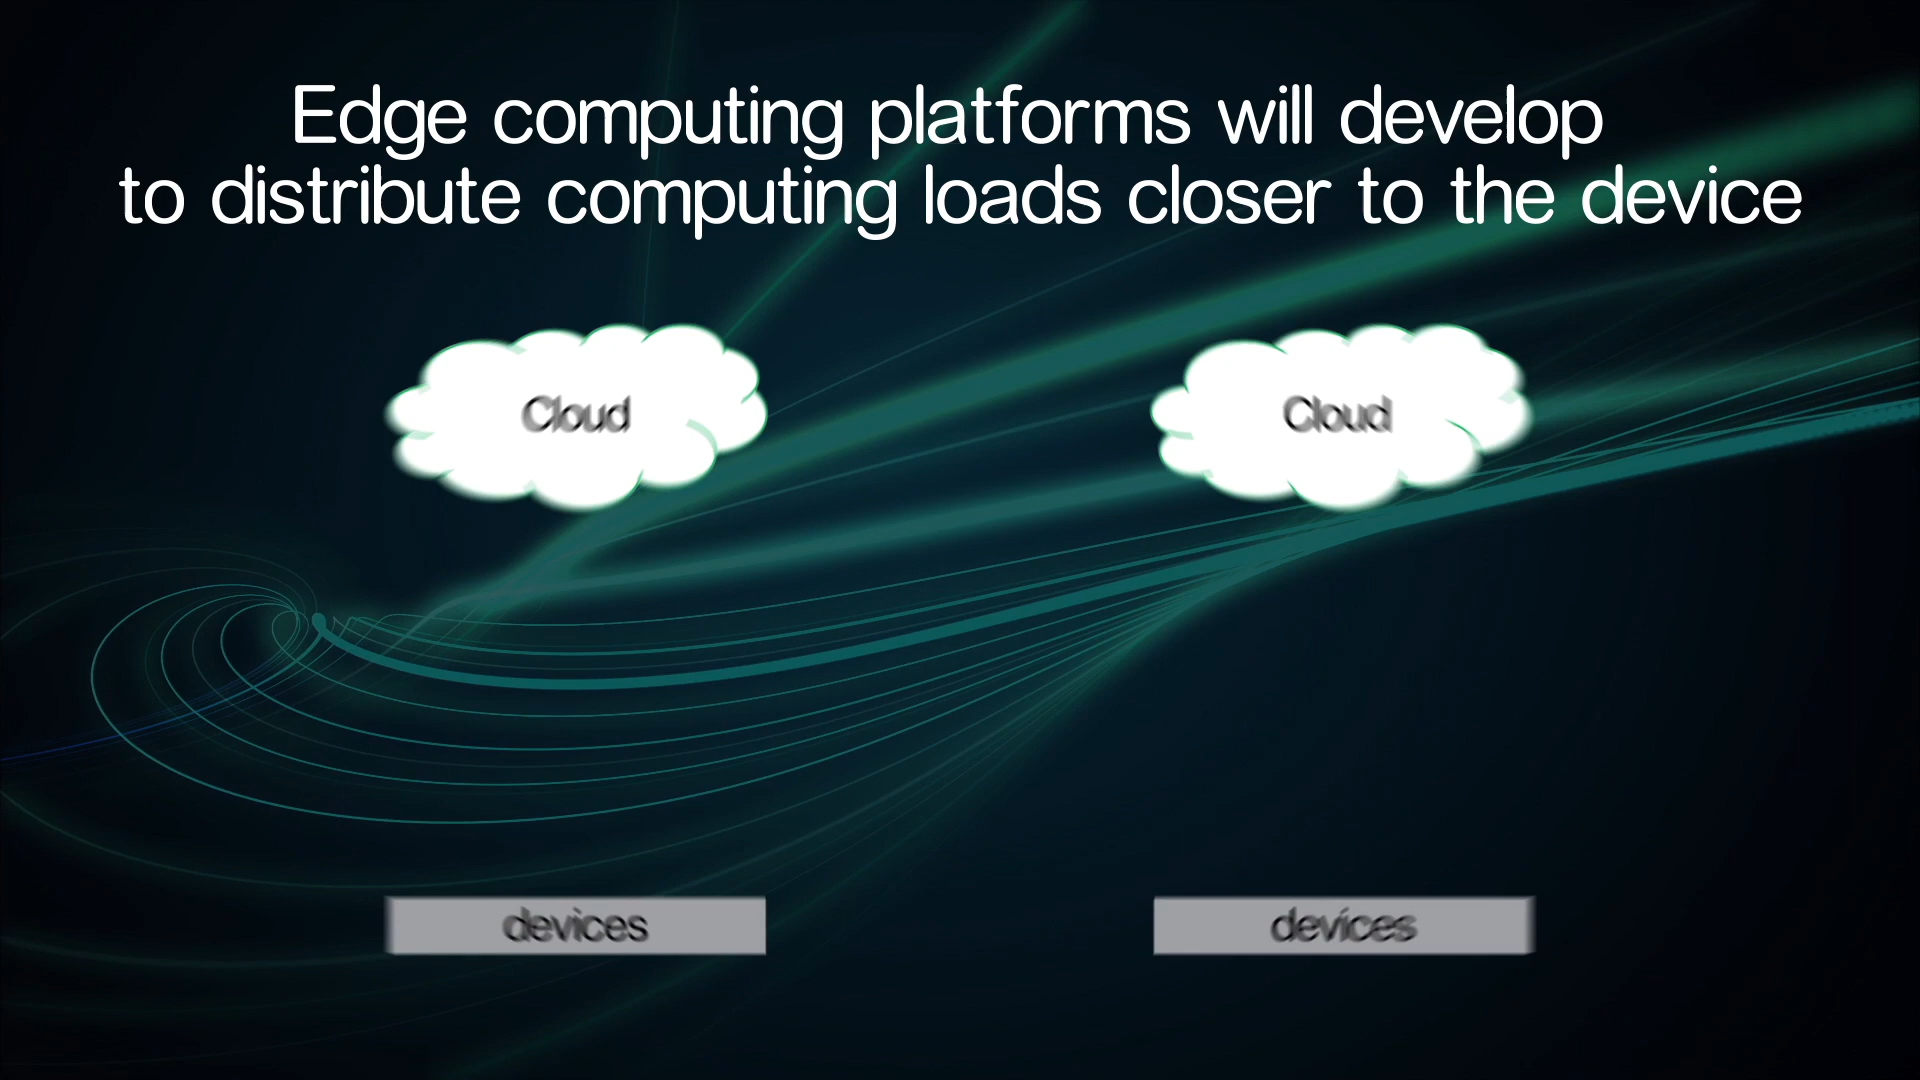 Edge computing platforms will develop
to distribute computing loads closer to the device
Cloud
Cloud
devices
devices